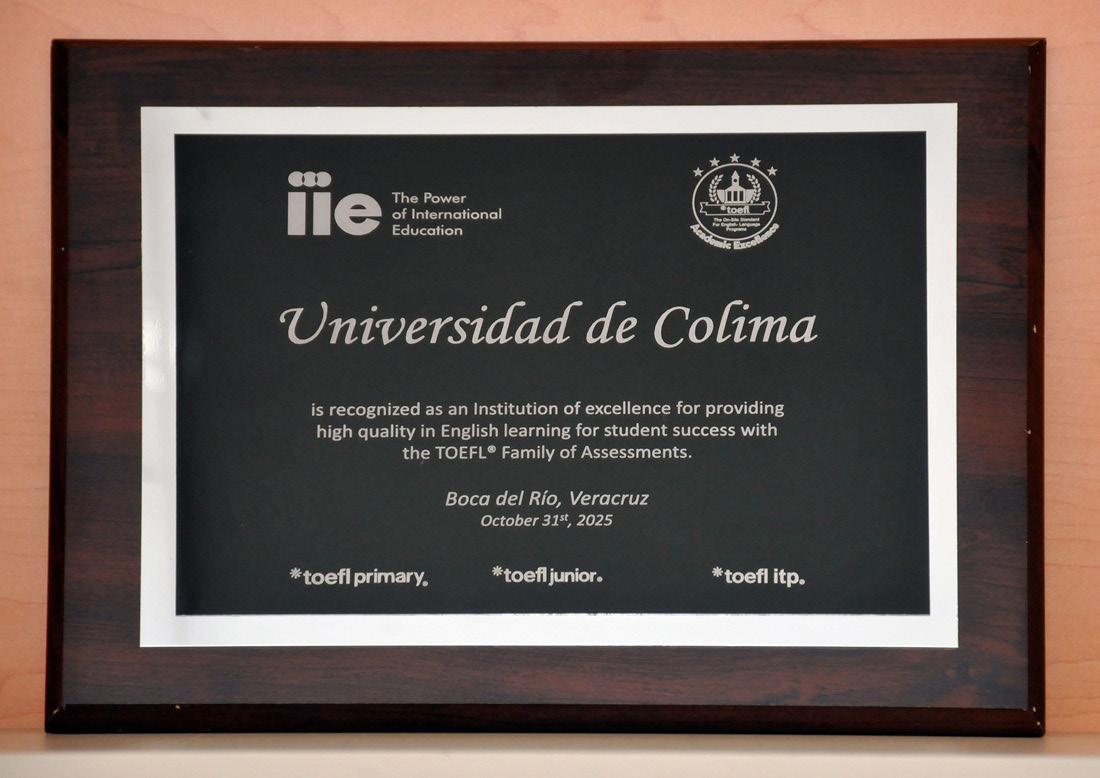 iie
The Power
of International
Education
*toefl
The On-Site Standard
For English- Language
Programs
Academic Excellence
Universidad de Colima
is recognized as an Institution of excellence for providing
high quality in English learning for student success with
the TOEFL® Family of Assessments.
Boca del Río, Veracruz
October 31st, 2025
*toefl primary®
*toefl junior®
*toefl itp®